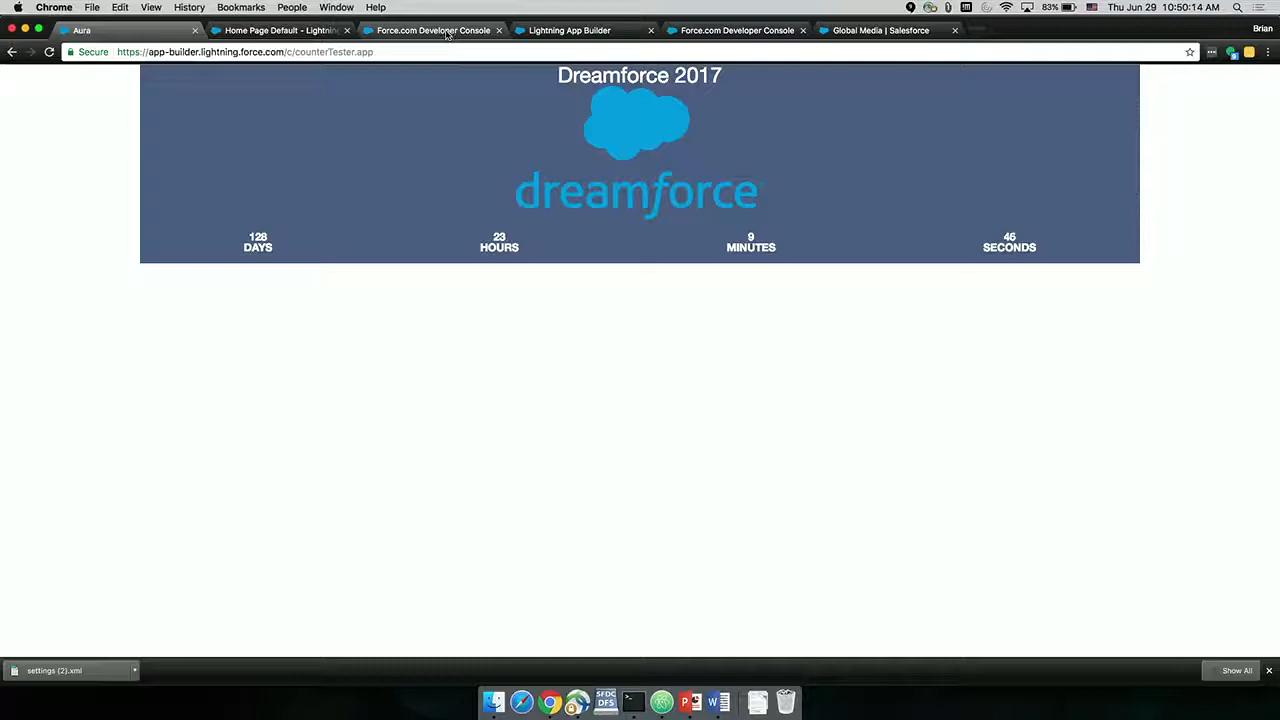 Chrome File Edit View History Bookmarks People Window Help 83% Thu Jun 29 10:50:14 AM
Aura Home Page Default - Lightnin Force.com Developer Console Lightning App Builder Force.com Developer Console Global Media | Salesforce Brian
Secure https://app-builder.lightning.force.com/c/counterTester.app
Dreamforce 2017
dreamforce
128 23 9 46
DAYS HOURS MINUTES SECONDS
settings (2).xml Show All
SFDC
DFS